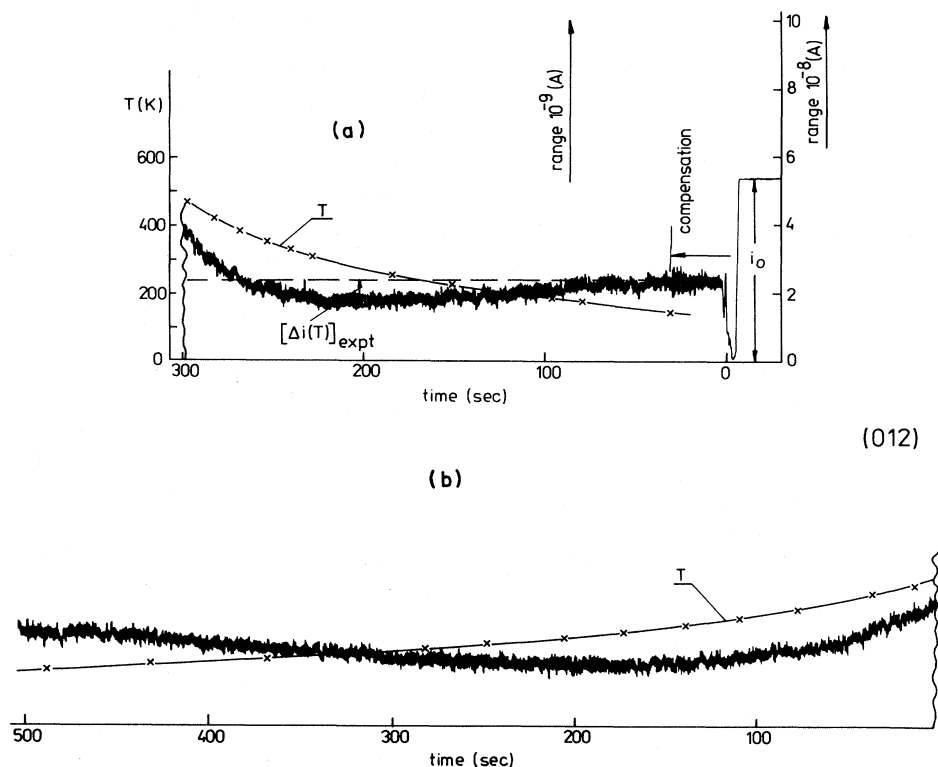 T(K)
(a)
range 10⁻⁹ (A)
range 10⁻⁸ (A)
10
8
6
4
2
0
600
400
200
0
T
compensation
i₀
[Δi(T)]expt
300
200
100
0
time (sec)
(012)
(b)
T
500
400
300
200
100
time (sec)